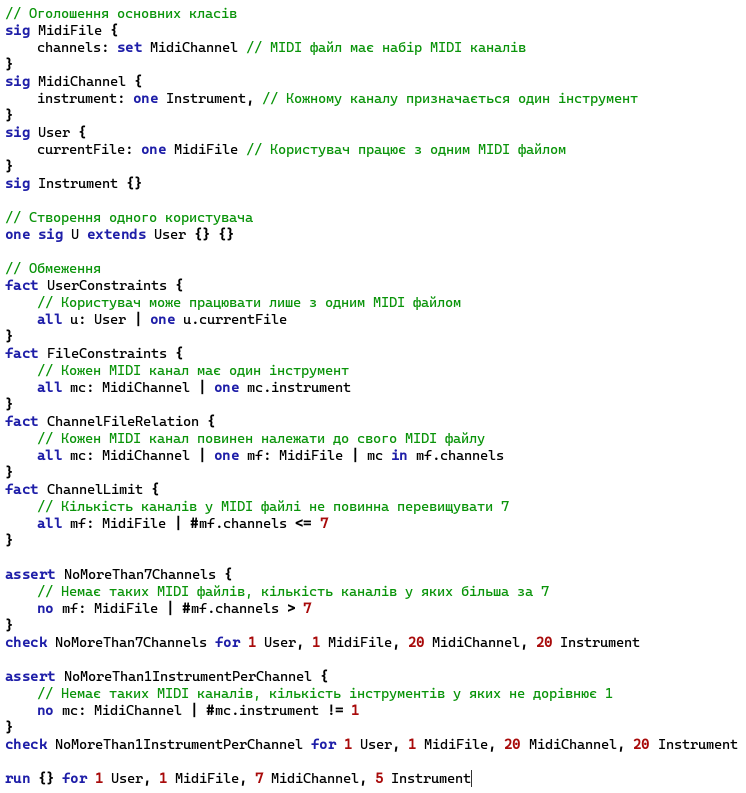 // Оголошення основних класів
sig MidiFile {
    channels: set MidiChannel // MIDI файл має набір MIDI каналів
}
sig MidiChannel {
    instrument: one Instrument, // Кожному каналу призначається один інструмент
}
sig User {
    currentFile: one MidiFile // Користувач працює з одним MIDI файлом
}
sig Instrument {}

// Створення одного користувача
one sig U extends User {} {}

// Обмеження
fact UserConstraints {
    // Користувач може працювати лише з одним MIDI файлом
    all u: User | one u.currentFile
}
fact FileConstraints {
    // Кожен MIDI канал має один інструмент
    all mc: MidiChannel | one mc.instrument
}
fact ChannelFileRelation {
    // Кожен MIDI канал повинен належати до свого MIDI файлу
    all mc: MidiChannel | one mf: MidiFile | mc in mf.channels
}
fact ChannelLimit {
    // Кількість каналів у MIDI файлі не повинна перевищувати 7
    all mf: MidiFile | #mf.channels <= 7
}

assert NoMoreThan7Channels {
    // Немає таких MIDI файлів, кількість каналів у яких більша за 7
    no mf: MidiFile | #mf.channels > 7
}
check NoMoreThan7Channels for 1 User, 1 MidiFile, 20 MidiChannel, 20 Instrument

assert NoMoreThan1InstrumentPerChannel {
    // Немає таких MIDI каналів, кількість інструментів у яких не дорівнює 1
    no mc: MidiChannel | #mc.instrument != 1
}
check NoMoreThan1InstrumentPerChannel for 1 User, 1 MidiFile, 20 MidiChannel, 20 Instrument

run {} for 1 User, 1 MidiFile, 7 MidiChannel, 5 Instrument